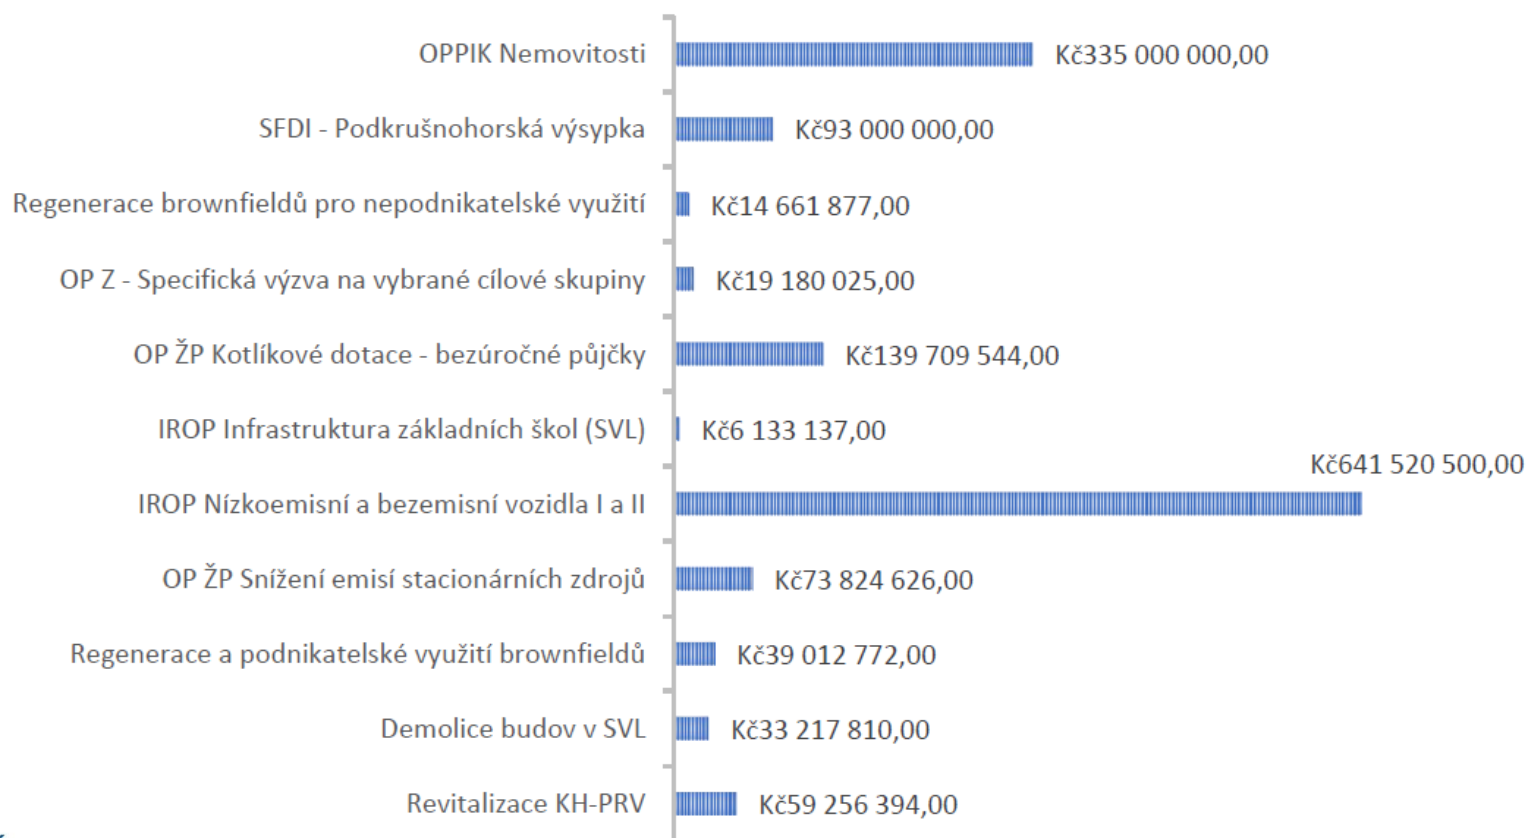 OPPIK Nemovitosti Kč335 000 000,00
SFDI - Podkrušnohorská výsypka Kč93 000 000,00
Regenerace brownfieldů pro nepodnikatelské využití Kč14 661 877,00
OP Z - Specifická výzva na vybrané cílové skupiny Kč19 180 025,00
OP ŽP Kotlíkové dotace - bezúročné půjčky Kč139 709 544,00
IROP Infrastruktura základních škol (SVL) Kč6 133 137,00
IROP Nízkoemisní a bezemisní vozidla I a II Kč641 520 500,00
OP ŽP Snížení emisí stacionárních zdrojů Kč73 824 626,00
Regenerace a podnikatelské využití brownfieldů Kč39 012 772,00
Demolice budov v SVL Kč33 217 810,00
Revitalizace KH-PRV Kč59 256 394,00